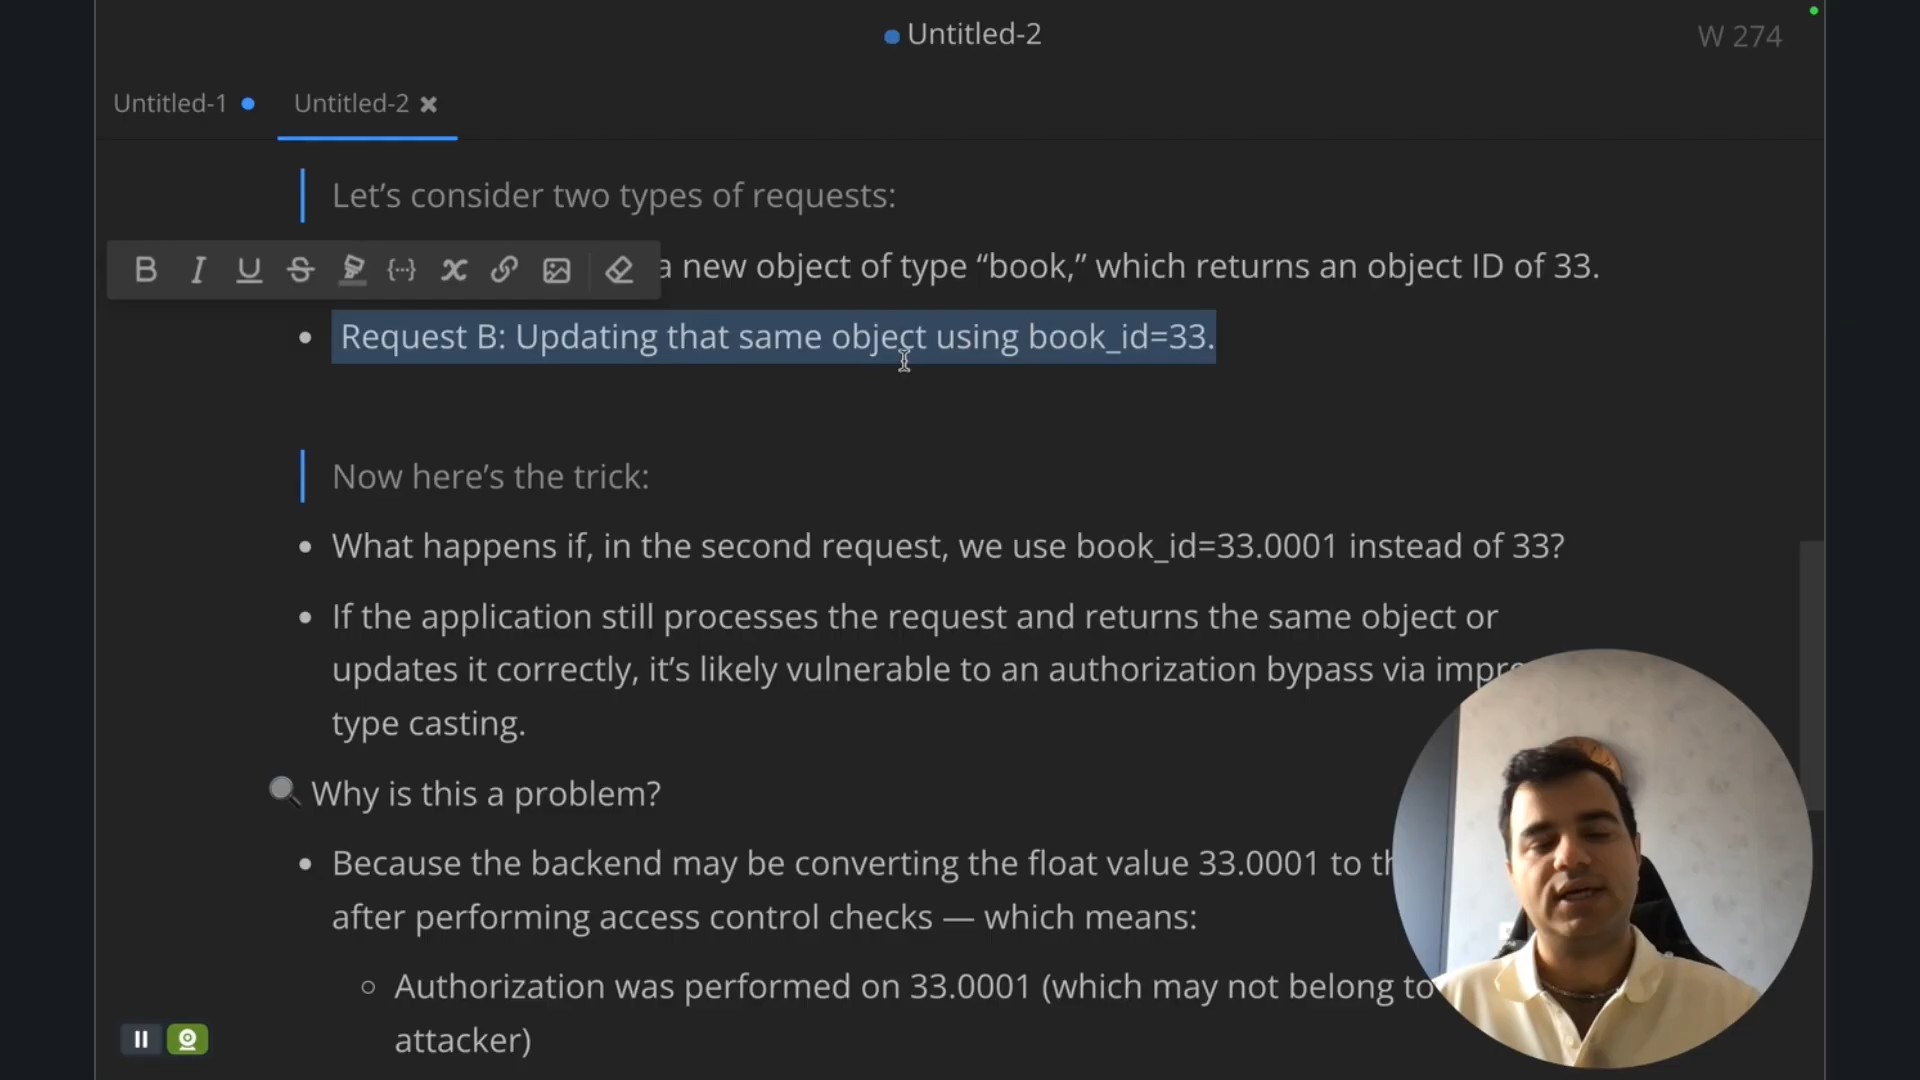 Untitled-2
W 274
Untitled-1
Untitled-2
Let’s consider two types of requests:
a new object of type “book,” which returns an object ID of 33.
Request B: Updating that same object using book_id=33.
Now here’s the trick:
What happens if, in the second request, we use book_id=33.0001 instead of 33?
If the application still processes the request and returns the same object or
updates it correctly, it’s likely vulnerable to an authorization bypass via
type casting.
Why is this a problem?
Because the backend may be converting the float value 33.0001 to
after performing access control checks — which means:
Authorization was performed on 33.0001 (which may not belong to
attacker)